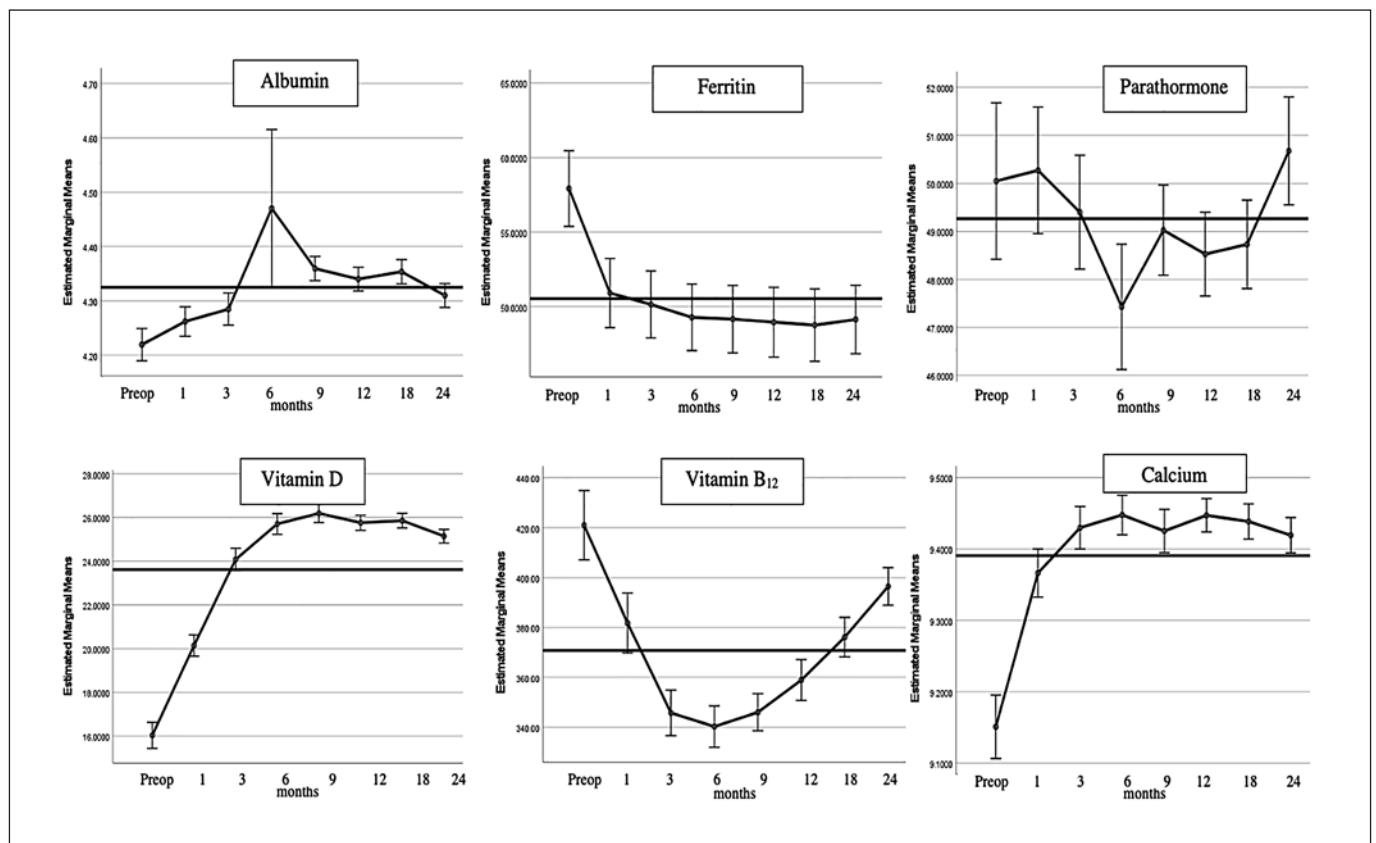 Albumin
4.70
4.60
4.50
4.40
4.30
4.20
Estimated Marginal Means
Preop 1 3 6 9 12 18 24
months
Ferritin
65.0000
60.0000
55.0000
50.0000
Estimated Marginal Means
Preop 1 3 6 9 12 18 24
months
Parathormone
52.0000
51.0000
50.0000
49.0000
48.0000
47.0000
46.0000
Estimated Marginal Means
Preop 1 3 6 9 12 18 24
months
Vitamin D
28.0000
26.0000
24.0000
22.0000
20.0000
18.0000
16.0000
Estimated Marginal Means
Preop 1 3 6 9 12 18 24
months
Vitamin B₁₂
440.00
420.00
400.00
380.00
360.00
340.00
Estimated Marginal Means
Preop 1 3 6 9 12 18 24
months
Calcium
9.5000
9.4000
9.3000
9.2000
9.1000
Estimated Marginal Means
Preop 1 3 6 9 12 18 24
months